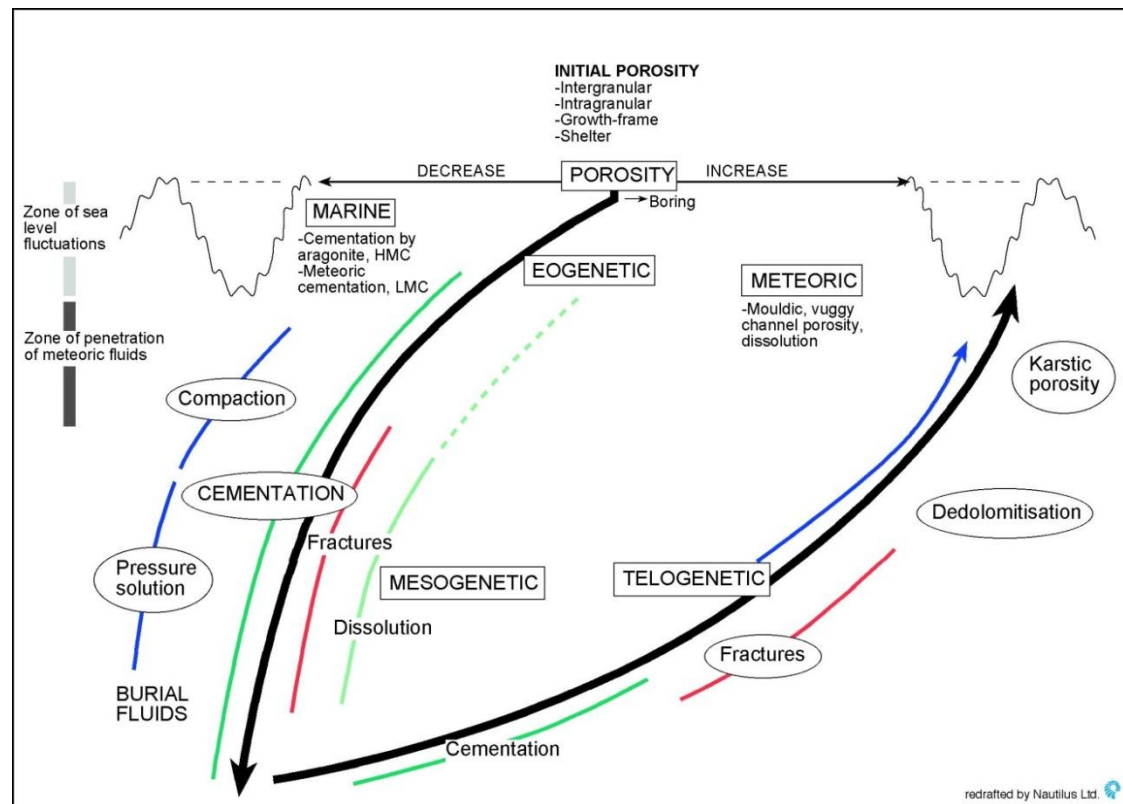 INITIAL POROSITY
-Intergranular
-Intragranular
-Growth-frame
-Shelter
DECREASE
POROSITY
INCREASE
→Boring
Zone of sea
level
fluctuations
MARINE
-Cementation by
aragonite, HMC
-Meteoric
cementation, LMC
EOGENETIC
METEORIC
-Mouldic, vuggy
channel porosity,
dissolution
Zone of penetration
of meteoric fluids
Karstic
porosity
Compaction
CEMENTATION
Dedolomitisation
Fractures
Pressure
solution
MESOGENETIC
TELOGENETIC
Dissolution
Fractures
BURIAL
FLUIDS
Cementation
redrafted by Nautilus Ltd.